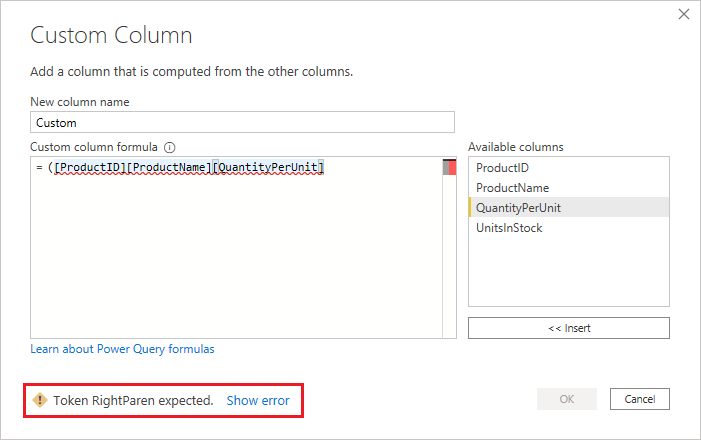 Custom Column
Add a column that is computed from the other columns.
New column name
Custom
Custom column formula
Available columns
= ([ProductID][ProductName][QuantityPerUnit]
ProductID
ProductName
QuantityPerUnit
UnitsInStock
<< Insert
Learn about Power Query formulas
Token RightParen expected. Show error
OK
Cancel